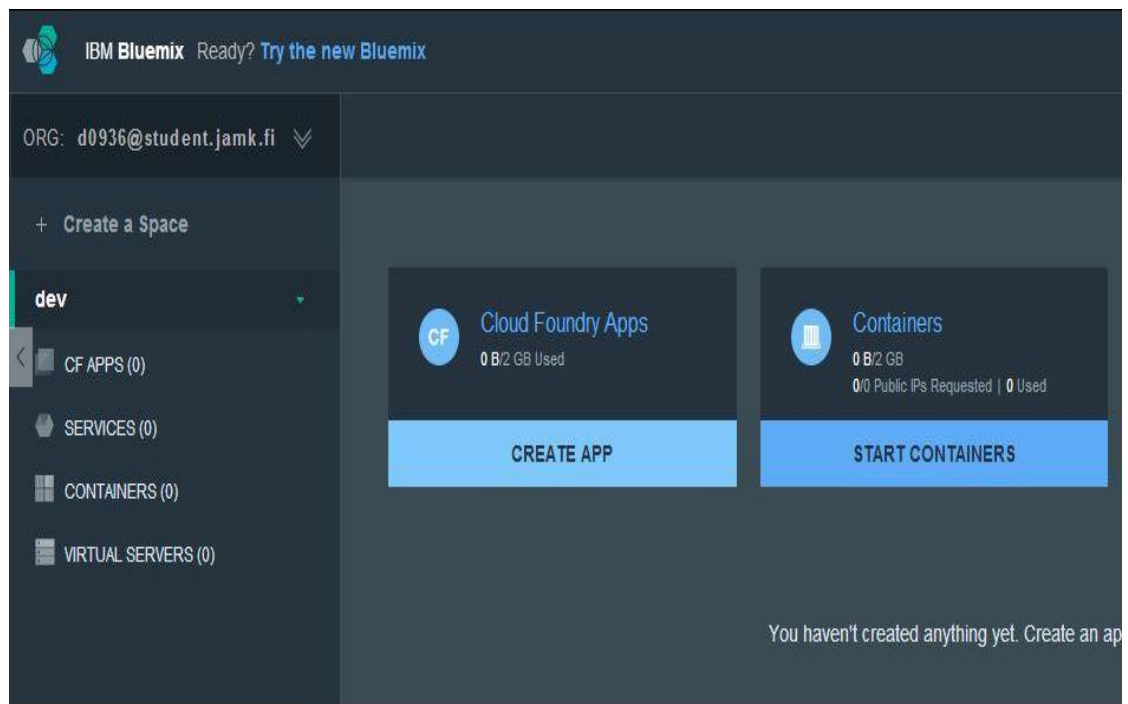 IBM Bluemix Ready? Try the new Bluemix
ORG: d0936@student.jamk.fi
+ Create a Space
dev
CF APPS (0)
SERVICES (0)
CONTAINERS (0)
VIRTUAL SERVERS (0)
CF
Cloud Foundry Apps
0 B/2 GB Used
CREATE APP
Containers
0 B/2 GB
0/0 Public IPs Requested | 0 Used
START CONTAINERS
You haven't created anything yet. Create an ap